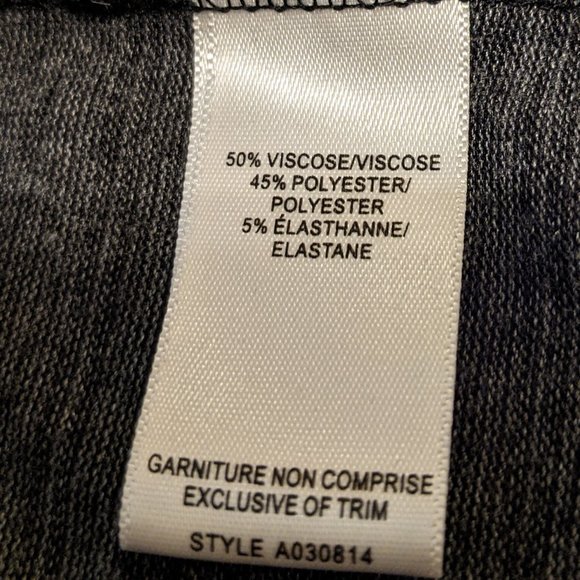 50% VISCOSE/VISCOSE
45% POLYESTER/
POLYESTER
5% ÉLASTHANNE/
ELASTANE
GARNITURE NON COMPRISE
EXCLUSIVE OF TRIM
STYLE A030814